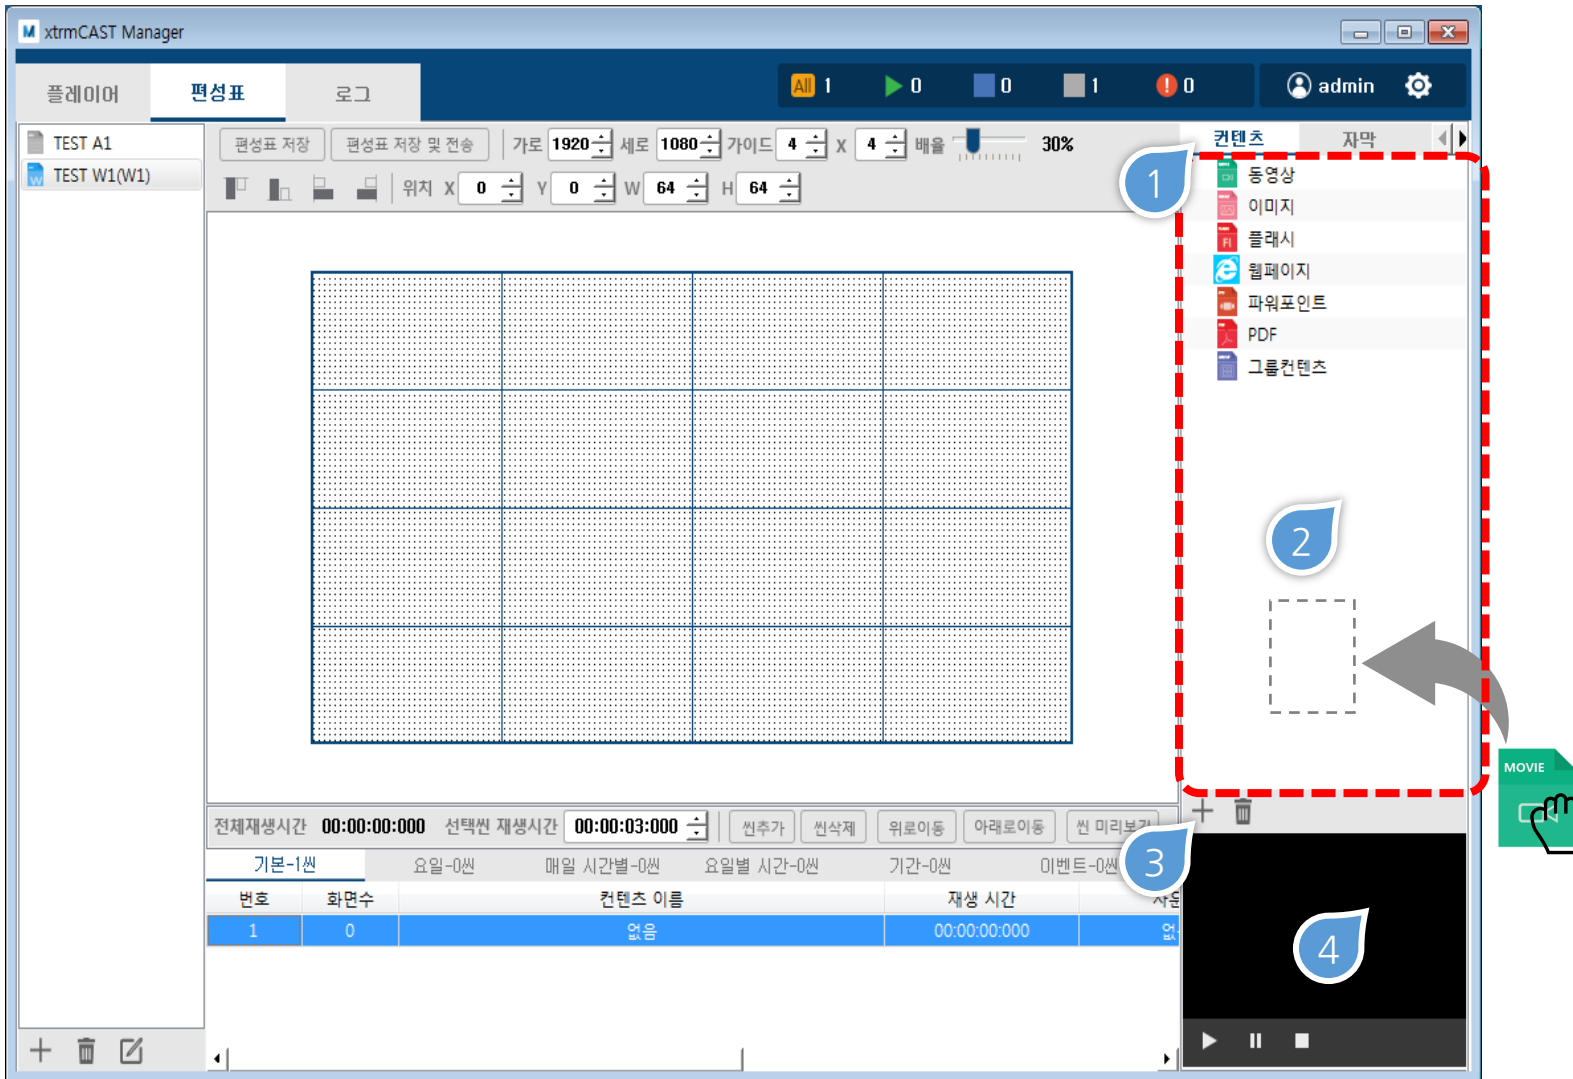 xtrmCAST Manager
플레이어 편성표 로그 All 1 0 0 1 0 admin
TEST A1
TEST W1(W1)
편성표 저장 편성표 저장 및 전송 가로 1920 세로 1080 가이드 4 X 4 배율 30%
위치 X 0 Y 0 W 64 H 64
컨텐츠 자막
1
동영상
이미지
플래시
웹페이지
파워포인트
PDF
그룹컨텐츠
2
MOVIE
전체재생시간 00:00:00:000 선택씬 재생시간 00:00:03:000 씬추가 씬삭제 위로이동 아래로이동 씬 미리보기
기본-1씬 요일-0씬 매일 시간별-0씬 요일별 시간-0씬 기간-0씬 이벤트-0씬
3
번호 화면수 컨텐츠 이름 재생 시간
1 0 없음 00:00:00:000
4